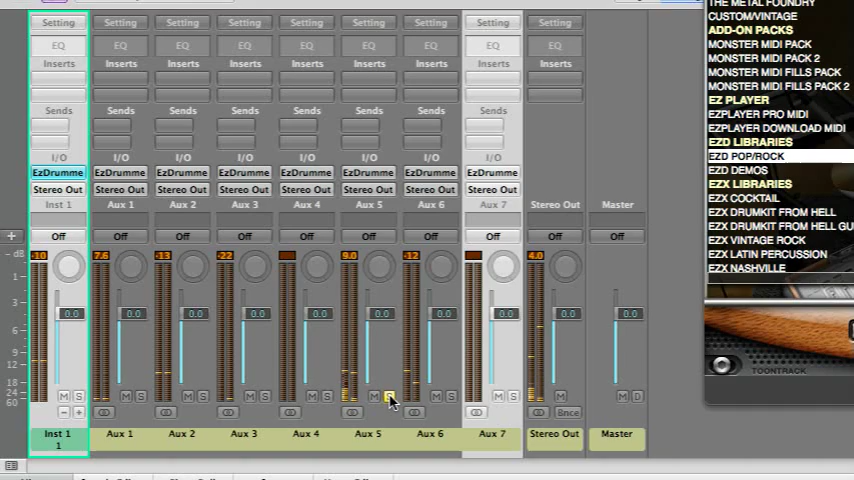 Setting Setting Setting Setting Setting Setting Setting Setting Setting
EQ EQ EQ EQ EQ EQ EQ EQ EQ
Inserts Inserts Inserts Inserts Inserts Inserts Inserts Inserts Inserts
Sends Sends Sends Sends Sends Sends Sends Sends
I/O I/O I/O I/O I/O I/O I/O I/O
EzDrumme EzDrumme EzDrumme EzDrumme EzDrumme EzDrumme EzDrumme EzDrumme
Stereo Out Stereo Out Stereo Out Stereo Out Stereo Out Stereo Out Stereo Out Stereo Out
Inst 1 Aux 1 Aux 2 Aux 3 Aux 4 Aux 5 Aux 6 Aux 7 Stereo Out Master
+ Off Off Off Off Off Off Off Off Off Off
- dB -10 7.6 -13 -22 9.0 -12 4.0
1
3 0.0 0.0 0.0 0.0 0.0 0.0 0.0 0.0 0.0 0.0
6
9
12
18
24 M S M S M S M S M S M S M S M S M M D
60 - + Bnce
Inst 1 Aux 1 Aux 2 Aux 3 Aux 4 Aux 5 Aux 6 Aux 7 Stereo Out Master
1
THE METAL FOUNDRY
CUSTOM/VINTAGE
ADD-ON PACKS
MONSTER MIDI PACK
MONSTER MIDI PACK 2
MONSTER MIDI FILLS PACK
MONSTER MIDI FILLS PACK 2
EZ PLAYER
EZPLAYER PRO MIDI
EZPLAYER DOWNLOAD MIDI
EZD LIBRARIES
EZD POP/ROCK
EZD DEMOS
EZX LIBRARIES
EZX COCKTAIL
EZX DRUMKIT FROM HELL
EZX DRUMKIT FROM HELL GU
EZX VINTAGE ROCK
EZX LATIN PERCUSSION
EZX NASHVILLE
TOONTRACK